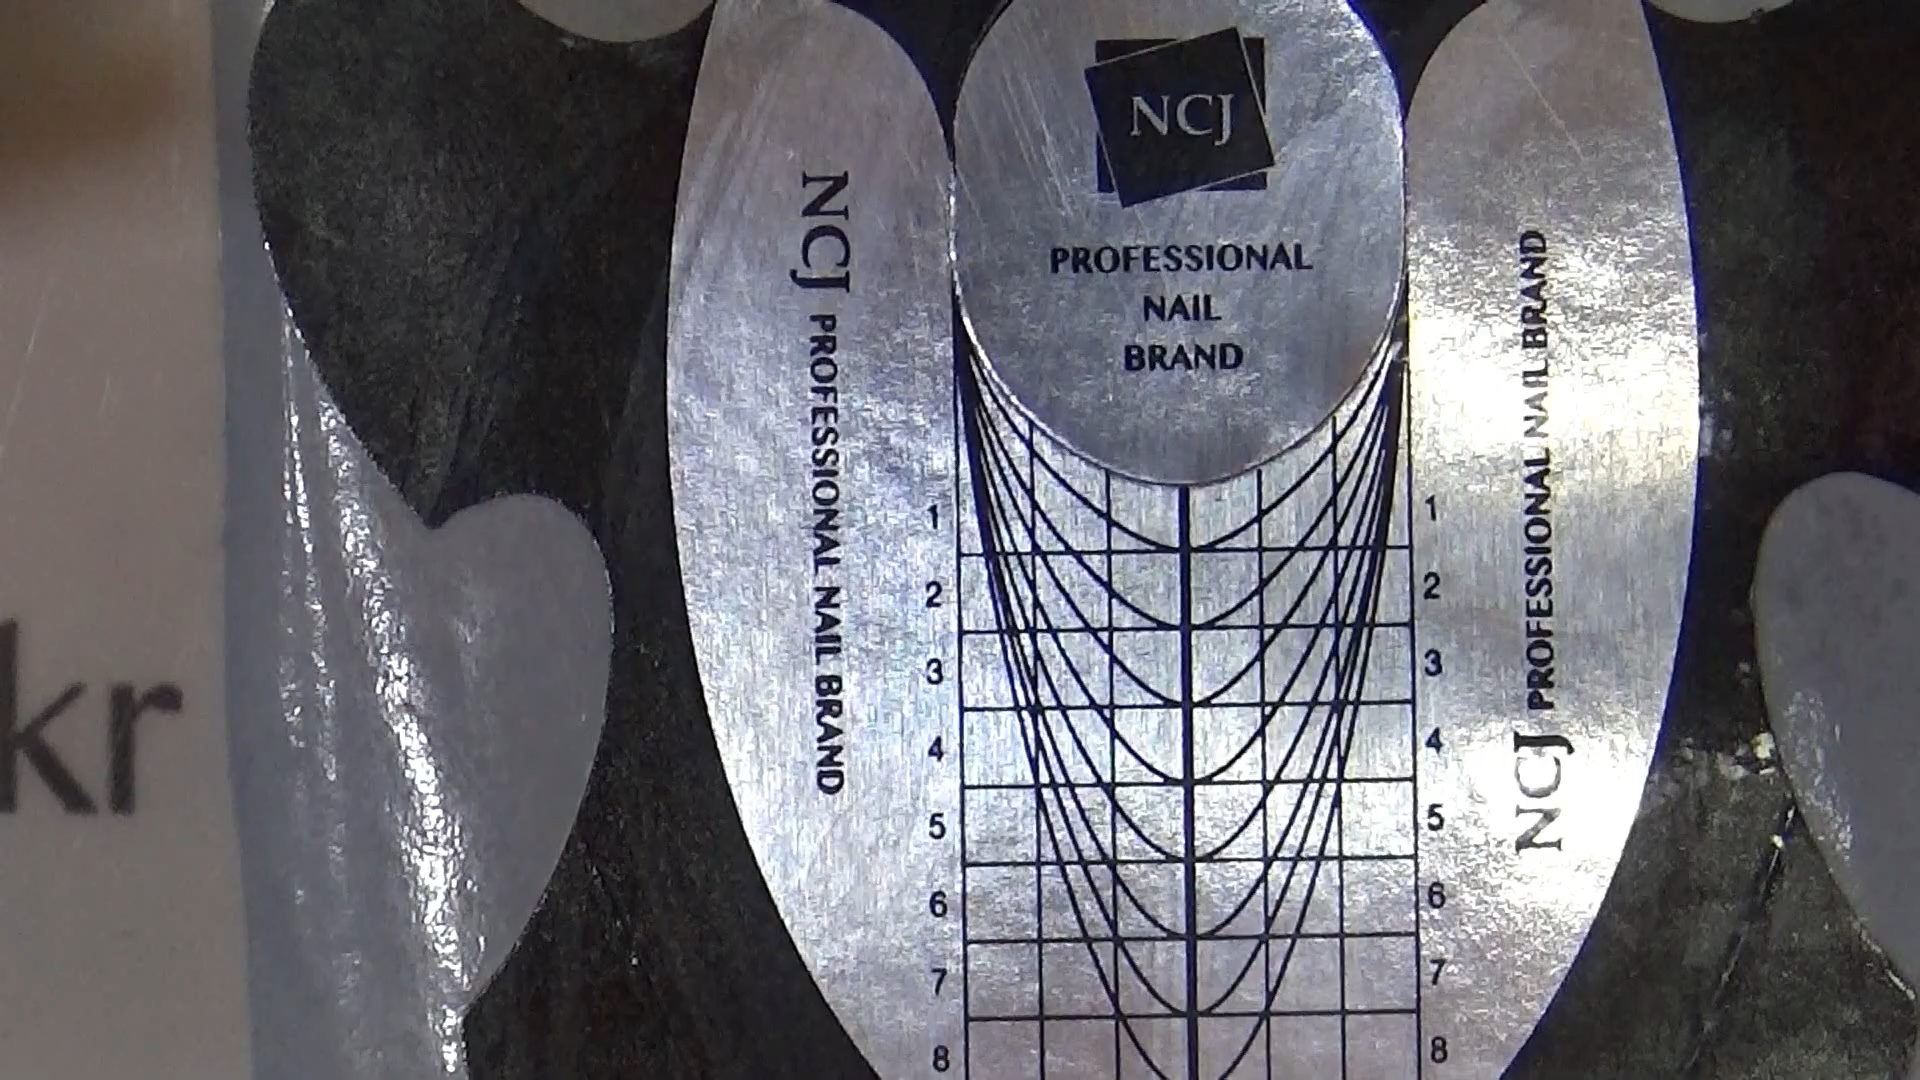 NCJ
PROFESSIONAL
NAIL
BRAND
NCJ PROFESSIONAL NAIL BRAND
NCJ PROFESSIONAL NAIL BRAND
kr
1 1
2 2
3 3
4 4
5 5
6 6
7 7
8 8